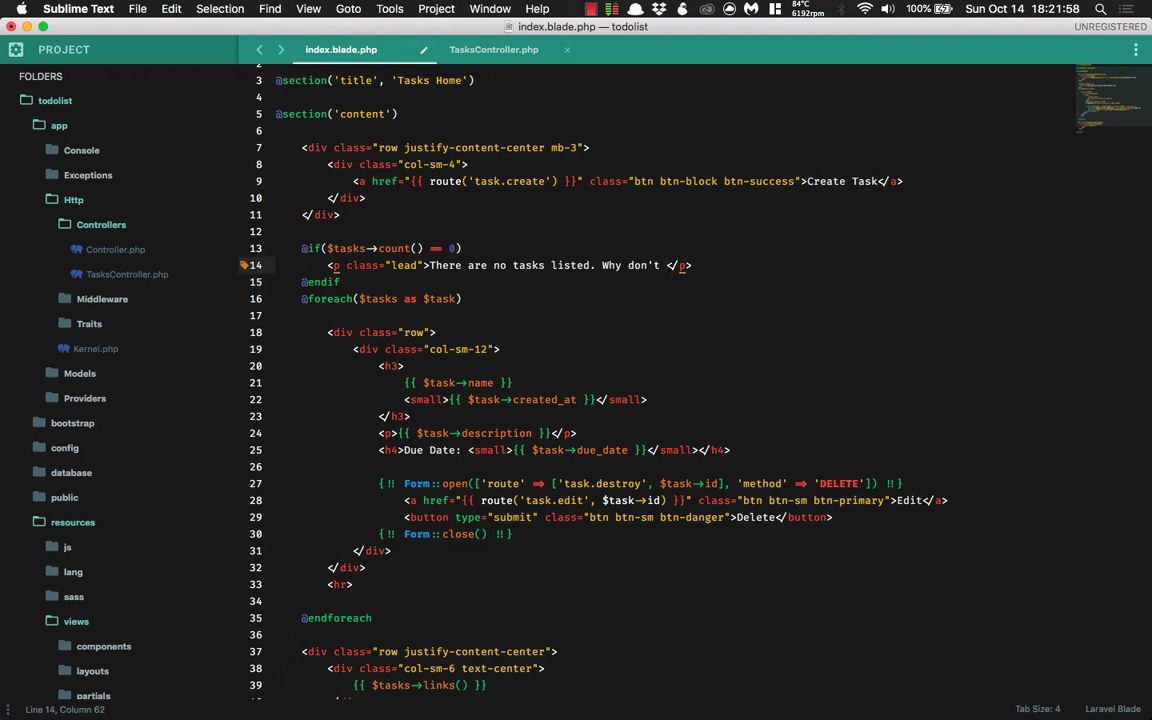 Sublime Text File Edit Selection Find View Goto Tools Project Window Help 84°C 6192rpm 100% Sun Oct 14 18:21:58
index.blade.php — todolist UNREGISTERED
PROJECT index.blade.php TasksController.php ×
FOLDERS
todolist
app
Console
Exceptions
Http
Controllers
Controller.php
TasksController.php
Middleware
Traits
Kernel.php
Models
Providers
bootstrap
config
database
public
resources
js
lang
sass
views
components
layouts
partials
2
3 @section('title', 'Tasks Home')
4
5 @section('content')
6
7 <div class="row justify-content-center mb-3">
8 <div class="col-sm-4">
9 <a href="{{ route('task.create') }}" class="btn btn-block btn-success">Create Task</a>
10 </div>
11 </div>
12
13 @if($tasks->count() == 0)
14 <p class="lead">There are no tasks listed. Why don't </p>
15 @endif
16 @foreach($tasks as $task)
17
18 <div class="row">
19 <div class="col-sm-12">
20 <h3>
21 {{ $task->name }}
22 <small>{{ $task->created_at }}</small>
23 </h3>
24 <p>{{ $task->description }}</p>
25 <h4>Due Date: <small>{{ $task->due_date }}</small></h4>
26
27 {!! Form::open(['route' => ['task.destroy', $task->id], 'method' => 'DELETE']) !!}
28 <a href="{{ route('task.edit', $task->id) }}" class="btn btn-sm btn-primary">Edit</a>
29 <button type="submit" class="btn btn-sm btn-danger">Delete</button>
30 {!! Form::close() !!}
31 </div>
32 </div>
33 <hr>
34
35 @endforeach
36
37 <div class="row justify-content-center">
38 <div class="col-sm-6 text-center">
39 {{ $tasks->links() }}
Line 14, Column 62 Tab Size: 4 Laravel Blade